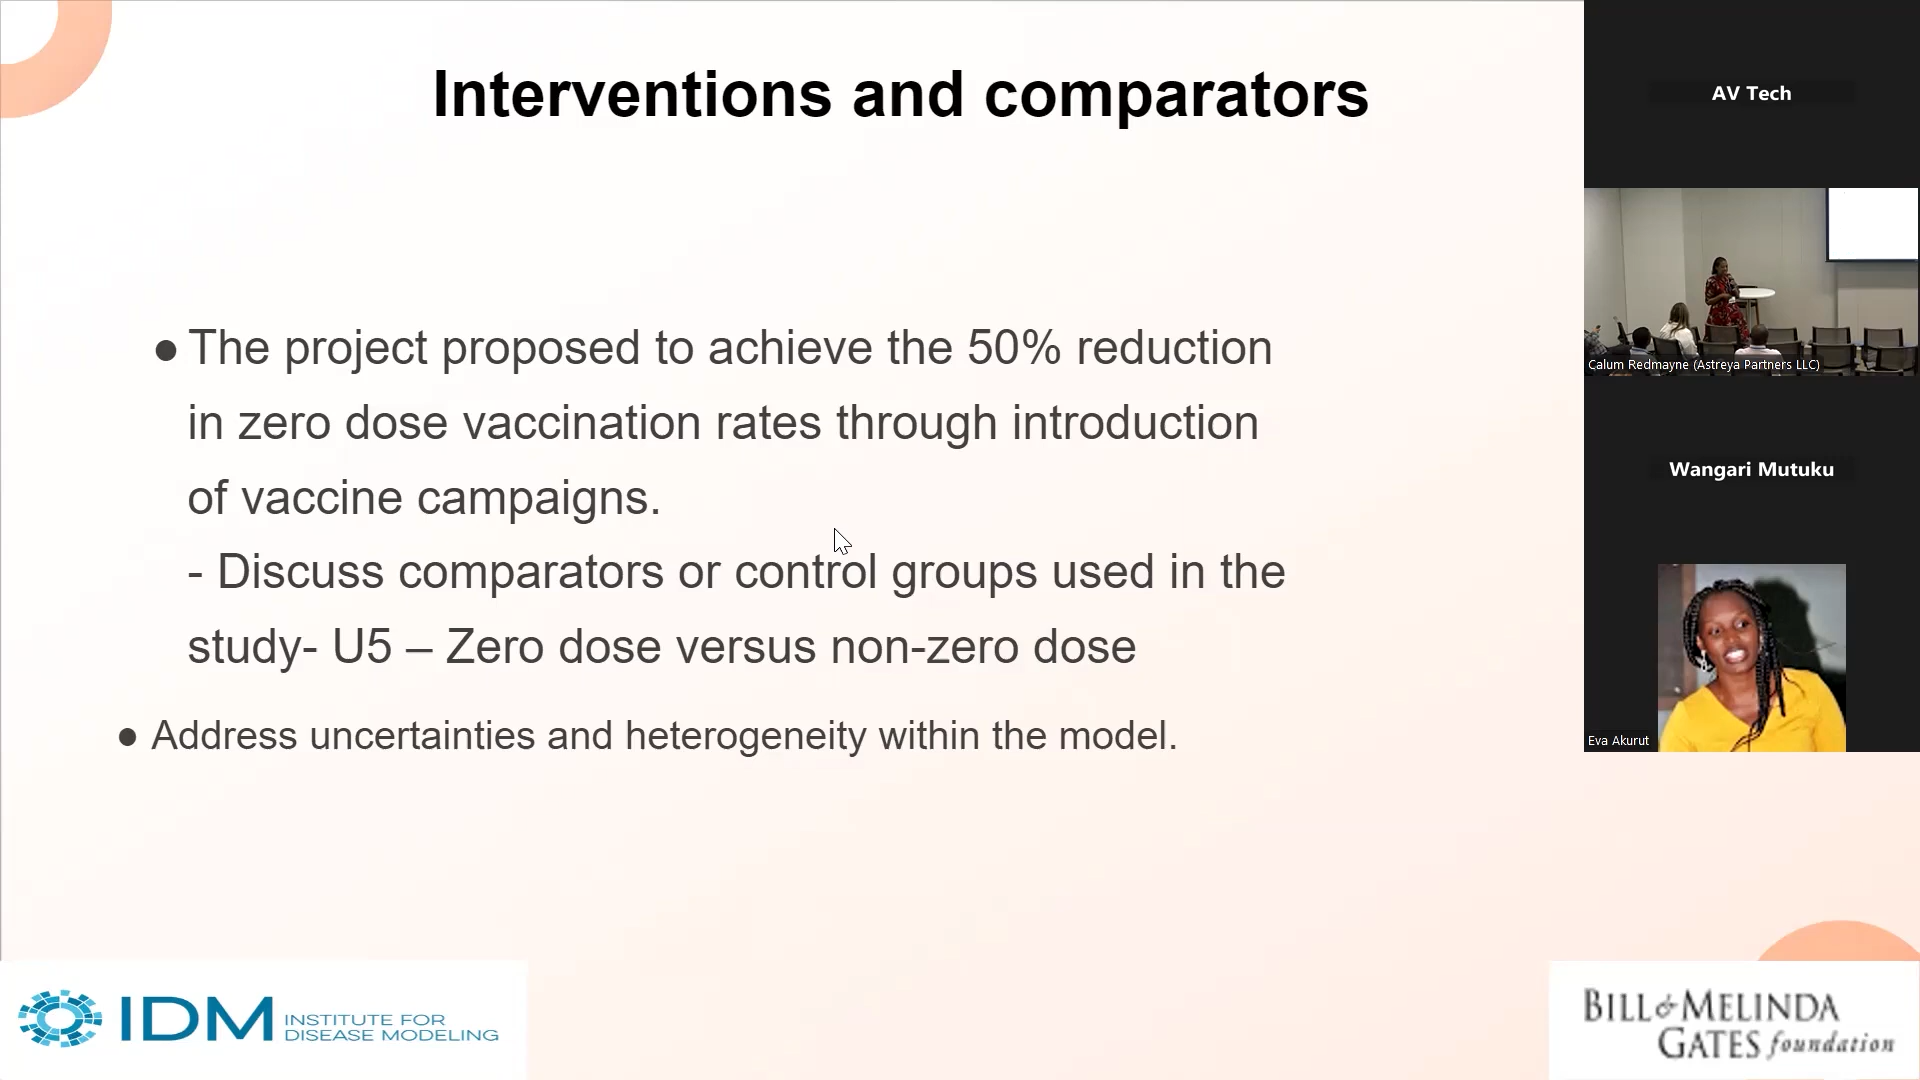 Interventions and comparators
● The project proposed to achieve the 50% reduction
in zero dose vaccination rates through introduction
of vaccine campaigns.
- Discuss comparators or control groups used in the
study- U5 – Zero dose versus non-zero dose
● Address uncertainties and heterogeneity within the model.
IDM INSTITUTE FOR
DISEASE MODELING
BILL & MELINDA
GATES foundation
AV Tech
Calum Redmayne (Astreya Partners LLC)
Wangari Mutuku
Eva Akurut